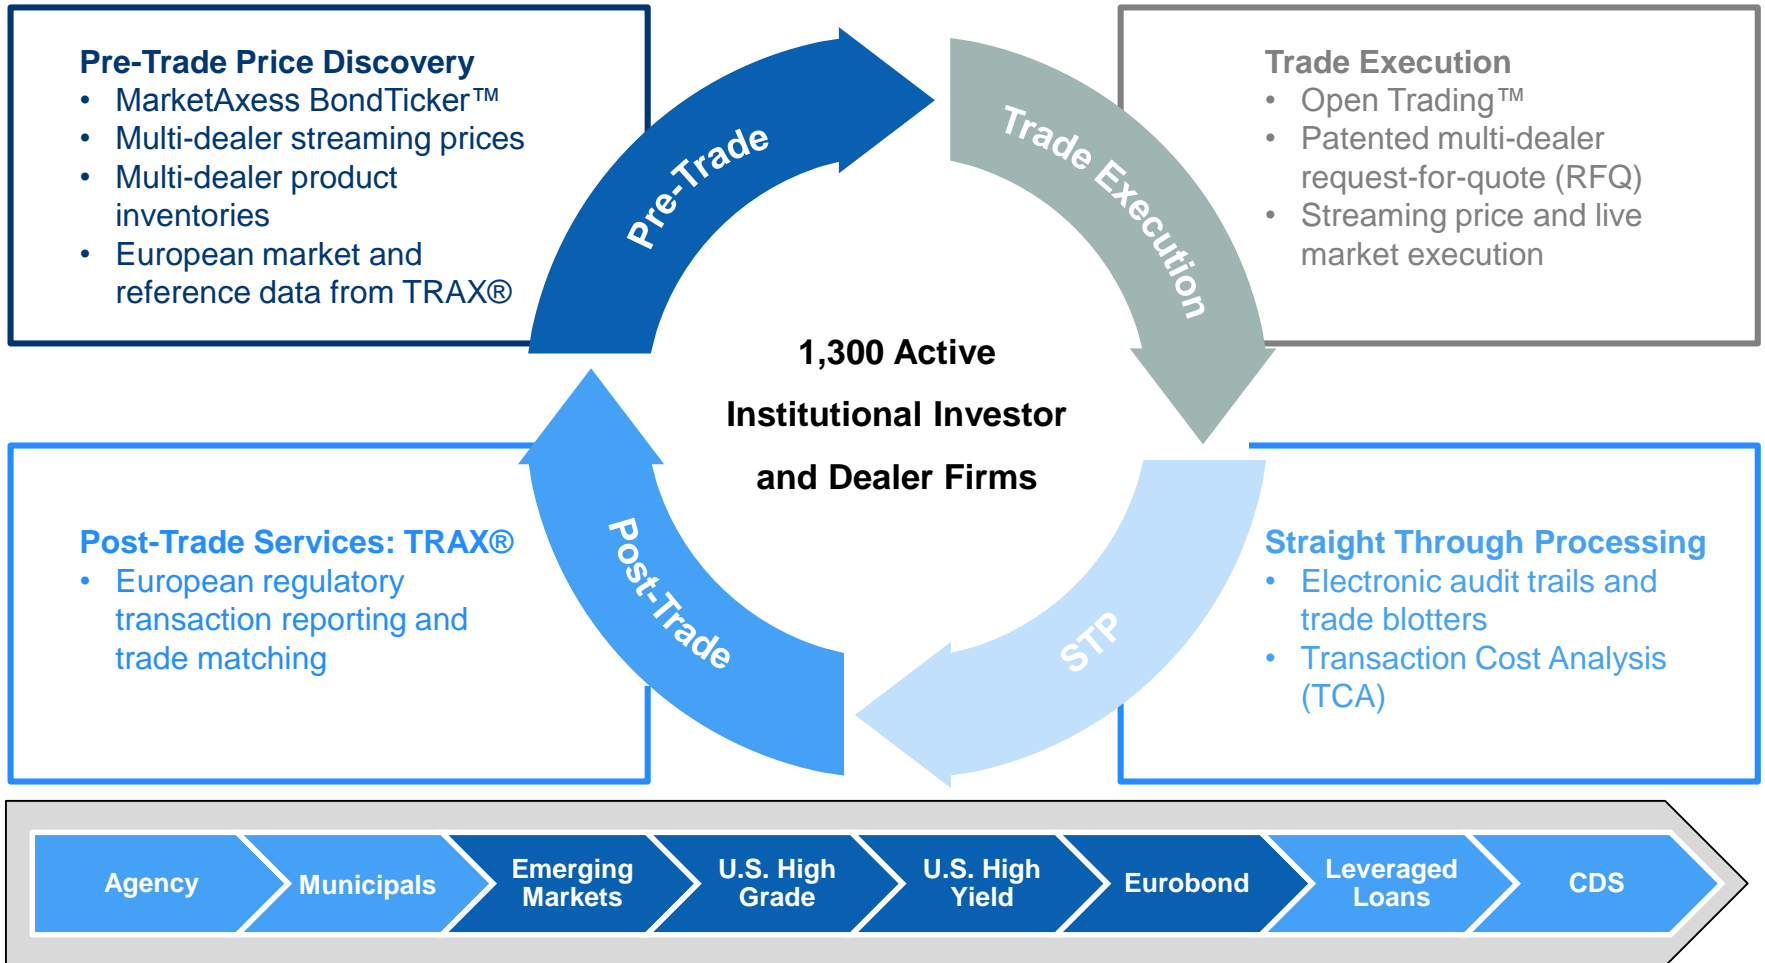 Pre-Trade Price Discovery
• MarketAxess BondTicker™
• Multi-dealer streaming prices
• Multi-dealer product
inventories
• European market and
reference data from TRAX®
Trade Execution
• Open Trading™
• Patented multi-dealer
request-for-quote (RFQ)
• Streaming price and live
market execution
Pre-Trade
Trade Execution
1,300 Active
Institutional Investor
and Dealer Firms
Post-Trade
STP
Post-Trade Services: TRAX®
• European regulatory
transaction reporting and
trade matching
Straight Through Processing
• Electronic audit trails and
trade blotters
• Transaction Cost Analysis
(TCA)
Agency
Municipals
Emerging
Markets
U.S. High
Grade
U.S. High
Yield
Eurobond
Leveraged
Loans
CDS